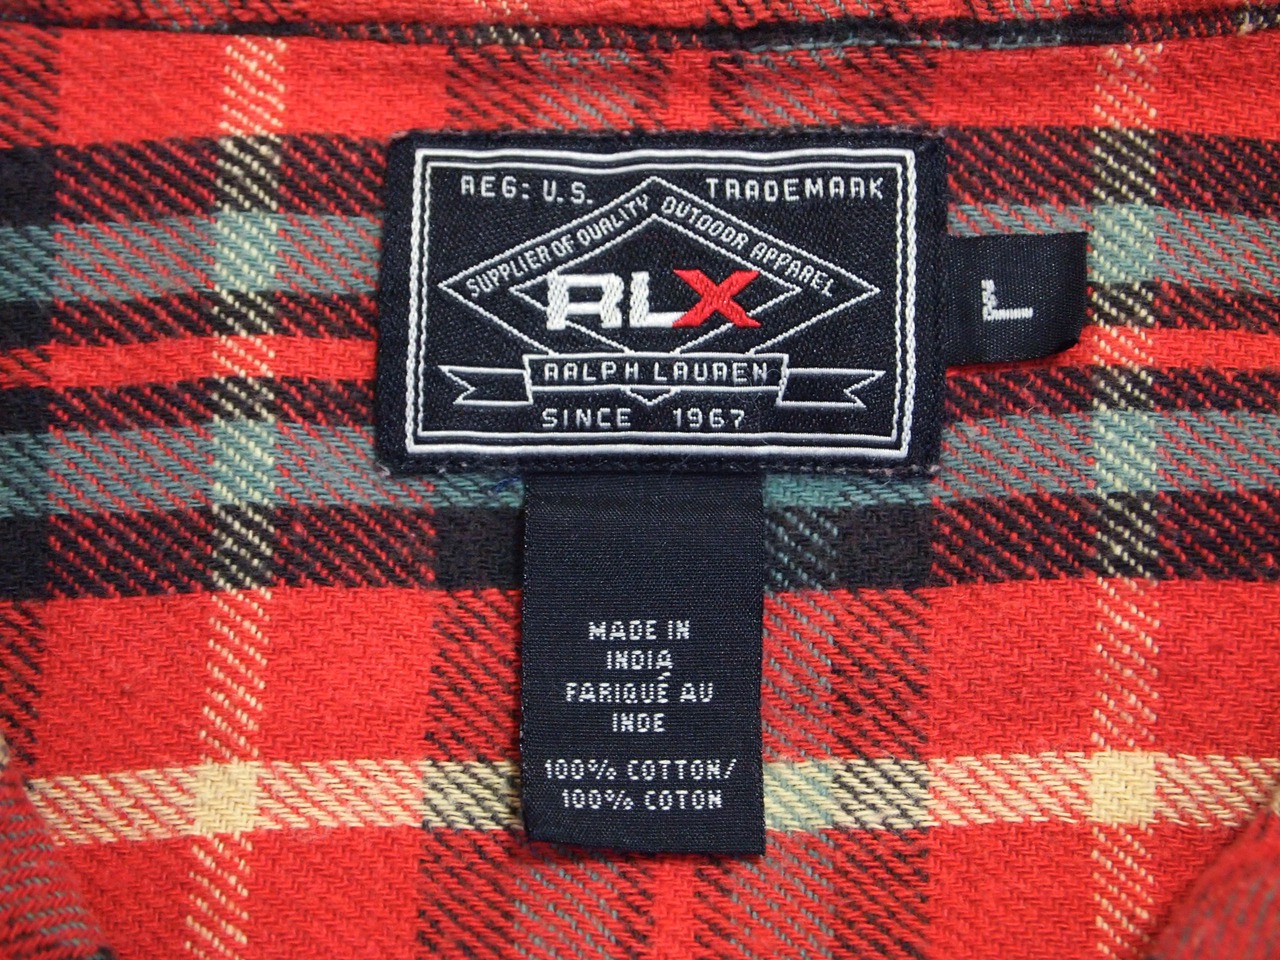 REG: U.S. TRADEMARK
SUPPLIER OF QUALITY OUTDOOR APPAREL
RLX
RALPH LAUREN
SINCE 1967
L
MADE IN
INDIA
FARIQUÉ AU
INDE
100% COTTON/
100% COTON